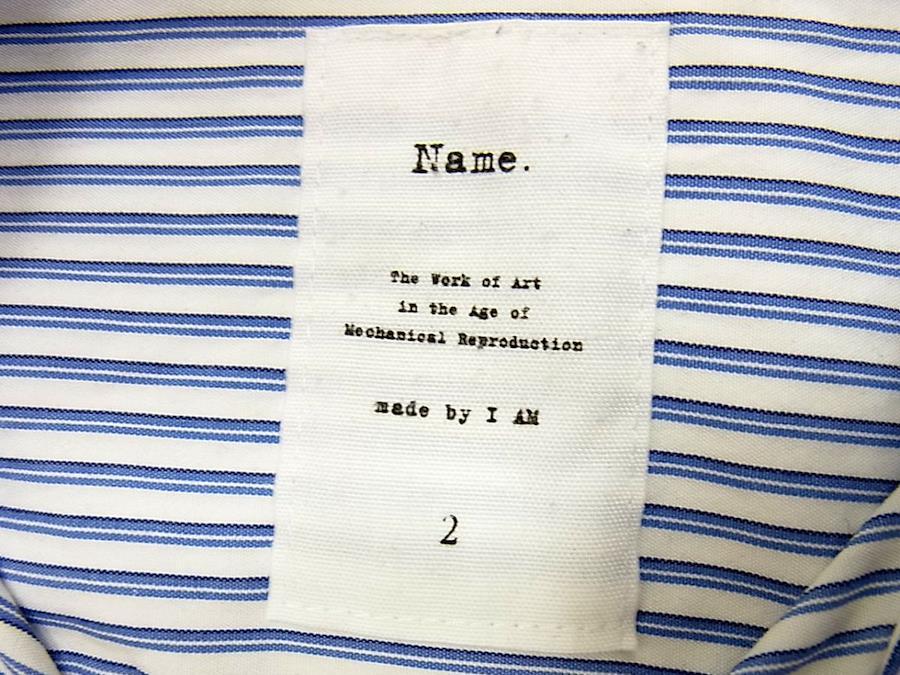 Name.
The Work of Art
in the Age of
Mechanical Reproduction
made by I AM
2